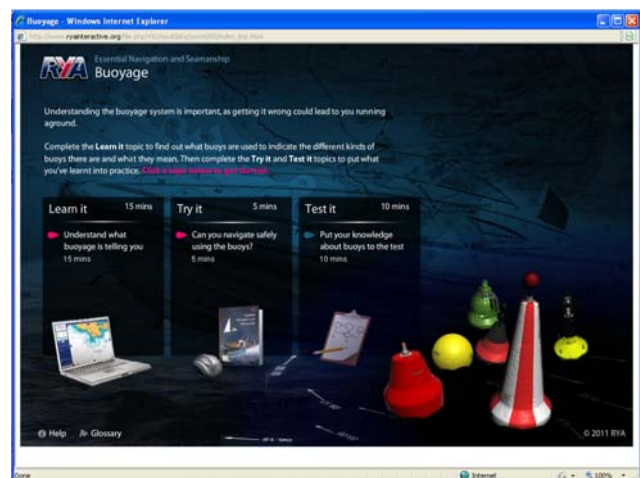 Buoyage - Windows Internet Explorer
RYA
Essential Navigation and Seamanship
Buoyage
Understanding the buoyage system is important, as getting it wrong could lead to you running
aground.
Complete the Learn it topic to find out what buoys are used to indicate the different kinds of
buoys there are and what they mean. Then complete the Try it and Test it topics to put what
you've learnt into practice. Click a topic below to get started.
Learn it 15 mins
Understand what
buoyage is telling you
15 mins
Try it 5 mins
Can you navigate safely
using the buoys?
5 mins
Test it 10 mins
Put your knowledge
about buoys to the test
10 mins
Help Glossary
© 2011 RYA
Done
Internet
100%